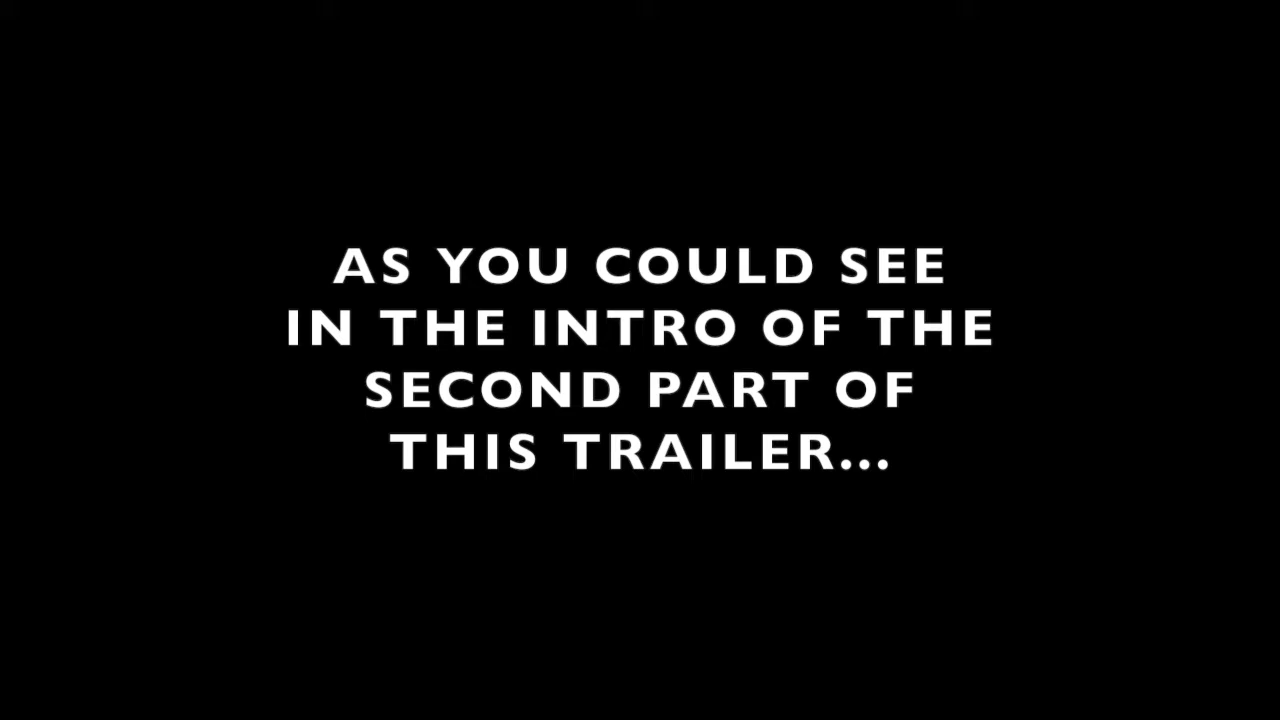 AS YOU COULD SEE
IN THE INTRO OF THE
SECOND PART OF
THIS TRAILER...